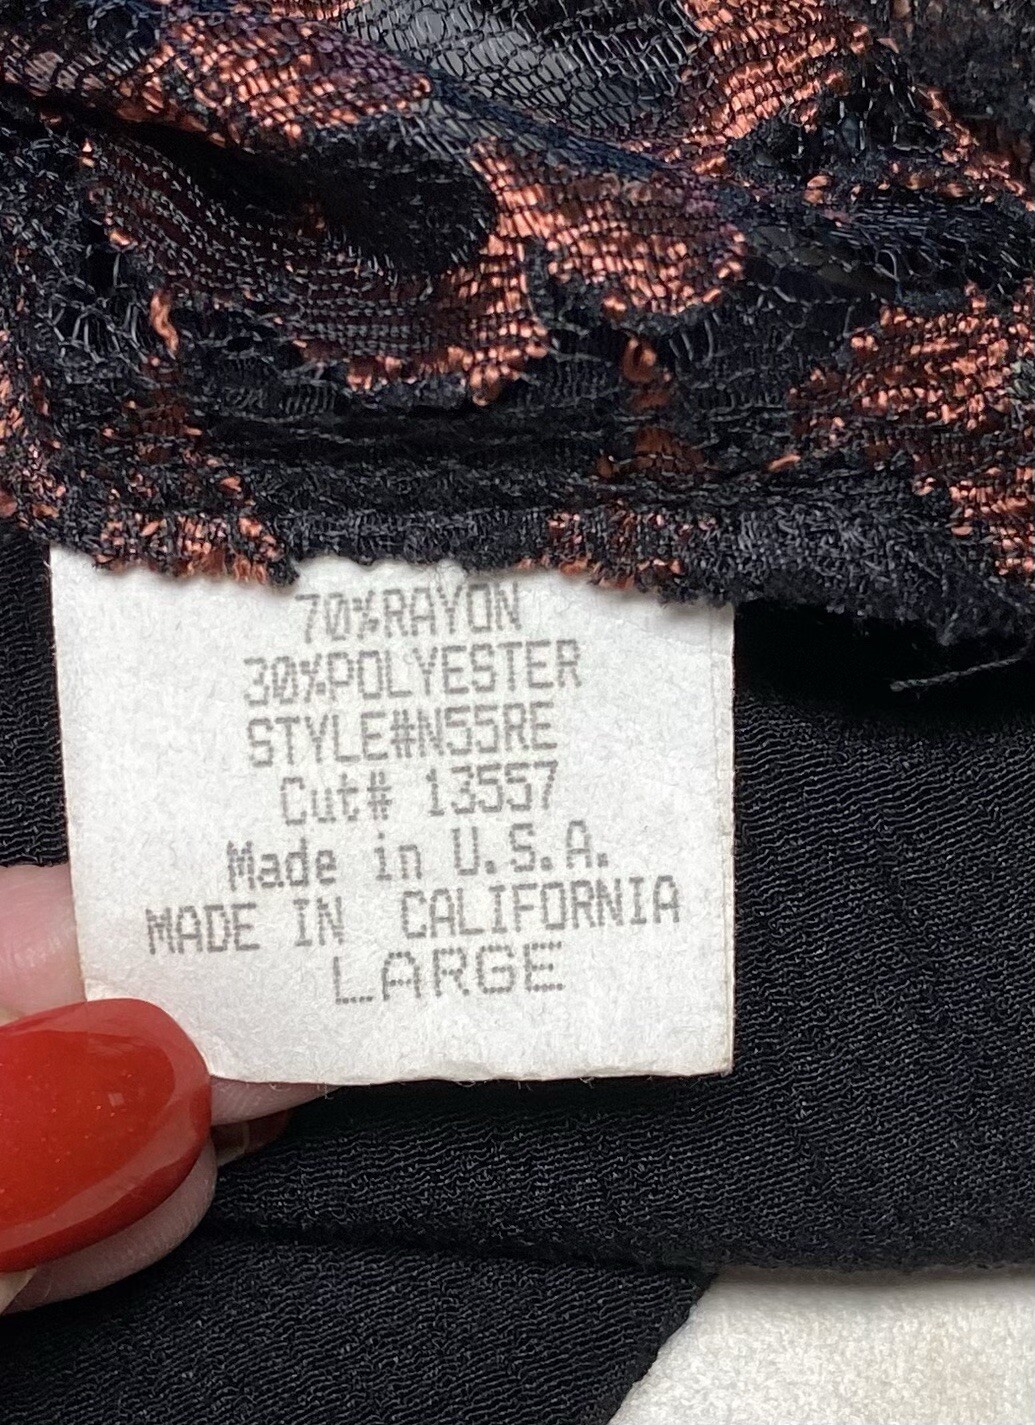 70%RAYON
30%POLYESTER
STYLE#N55RE
Cut# 13557
Made in U.S.A.
MADE IN CALIFORNIA
LARGE